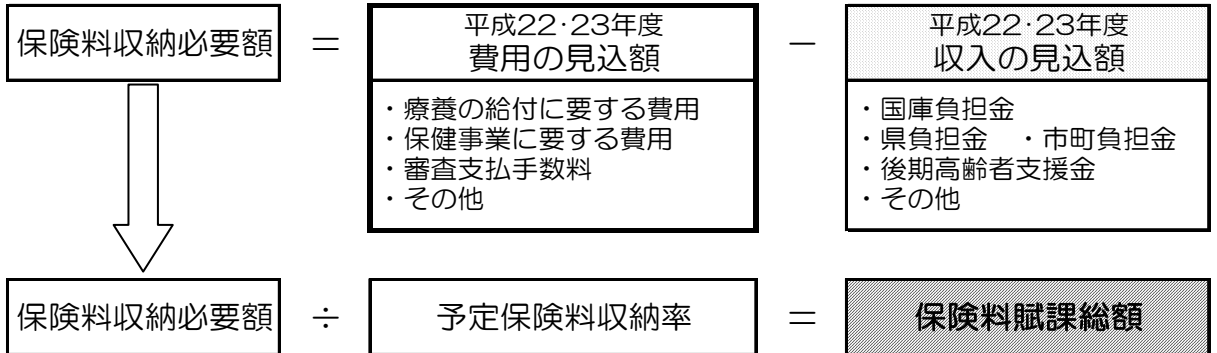 保険料収納必要額 ＝ 平成22・23年度 － 平成22・23年度
費用の見込額 収入の見込額
・療養の給付に要する費用 ・国庫負担金
・保健事業に要する費用 ・県負担金 ・市町負担金
・審査支払手数料 ・後期高齢者支援金
・その他 ・その他
保険料収納必要額 ÷ 予定保険料収納率 ＝ 保険料賦課総額